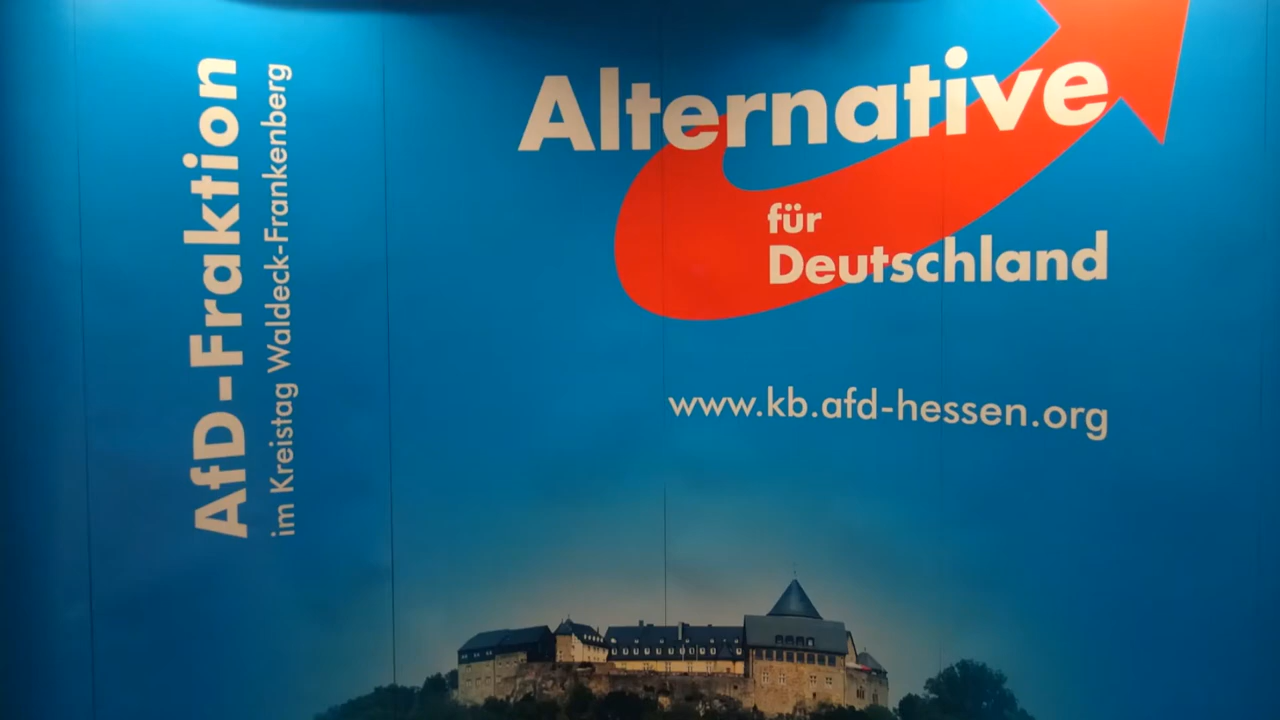 AfD-Fraktion
im Kreistag Waldeck-Frankenberg
Alternative
für
Deutschland
www.kb.afd-hessen.org